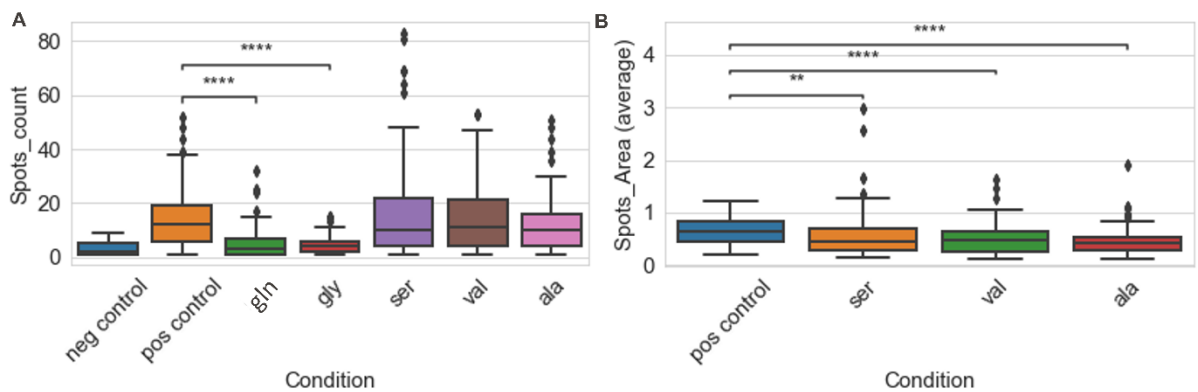 A
****
****
80
60
40
20
0
Spots_count
neg control
pos control
gln
gly
ser
val
ala
Condition
B
****
****
**
4
3
2
1
0
Spots_Area (average)
pos control
ser
val
ala
Condition